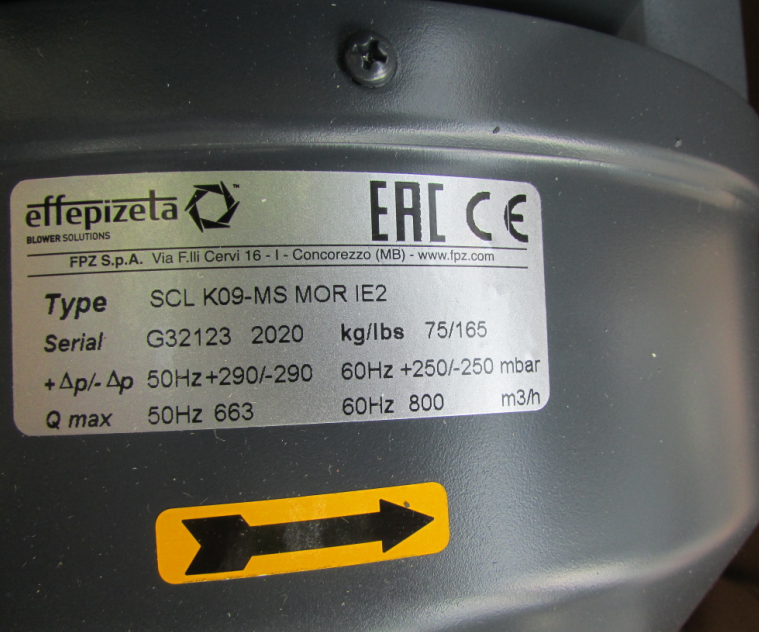 effepizeta™
BLOWER SOLUTIONS
EAC CE
FPZ S.p.A. Via F.lli Cervi 16 - I - Concorezzo (MB) - www.fpz.com
Type SCL K09-MS MOR IE2
Serial G32123 2020 kg/lbs 75/165
+Δp/-Δp 50Hz +290/-290 60Hz +250/-250 mbar
Q max 50Hz 663 60Hz 800 m3/h